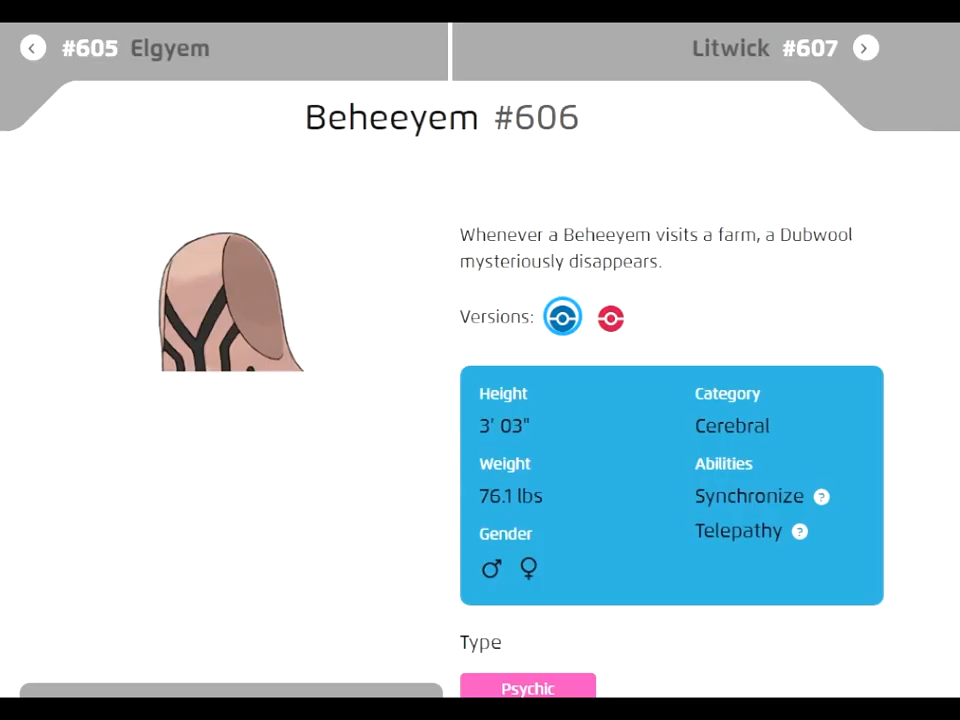 #605 Elgyem
Litwick #607
Beheeyem #606
Whenever a Beheeyem visits a farm, a Dubwool
mysteriously disappears.
Versions:
Height
3' 03"
Weight
76.1 lbs
Gender
♂ ♀
Category
Cerebral
Abilities
Synchronize ?
Telepathy ?
Type
Psychic